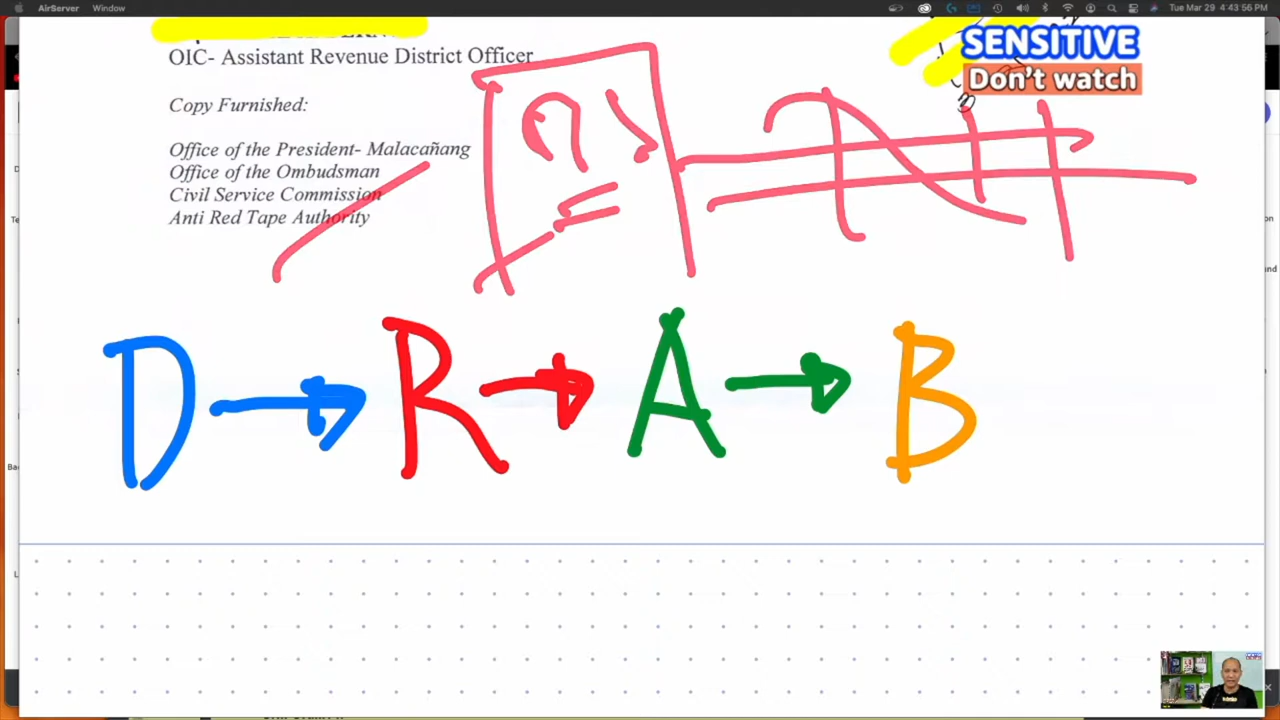 AirServer Window Tue Mar 29 4:43:56 PM
SENSITIVE
Don't watch
OIC- Assistant Revenue District Officer
Copy Furnished:
Office of the President- Malacañang
Office of the Ombudsman
Civil Service Commission
Anti Red Tape Authority
D R A B